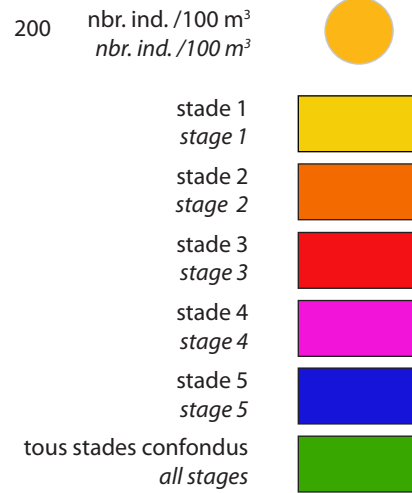 200 nbr. ind. /100 m³
nbr. ind. /100 m³
stade 1
stage 1
stade 2
stage 2
stade 3
stage 3
stade 4
stage 4
stade 5
stage 5
tous stades confondus
all stages